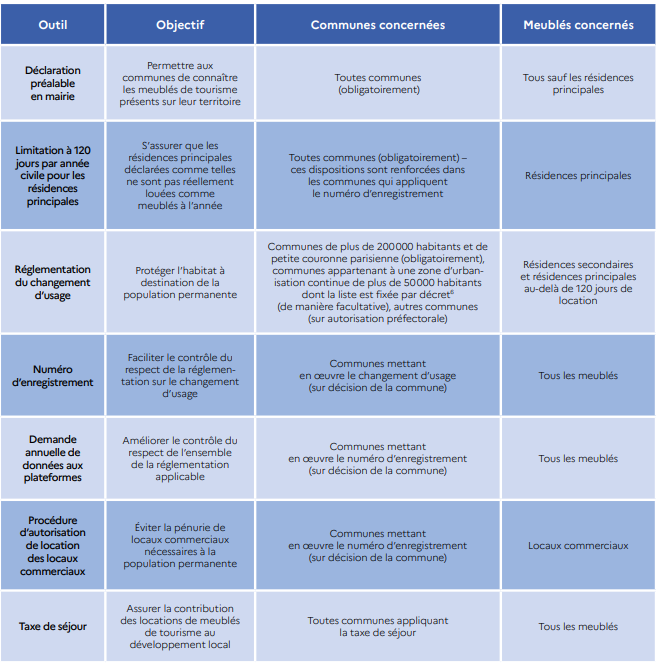 Outil
Objectif
Communes concernées
Meublés concernés
Déclaration
préalable
en mairie
Permettre aux
communes de connaître
les meublés de tourisme
présents sur leur territoire
Toutes communes
(obligatoirement)
Tous sauf les résidences
principales
Limitation à 120
jours par année
civile pour les
résidences
principales
S’assurer que les
résidences principales
déclarées comme telles
ne sont pas réellement
louées comme
meublés à l’année
Toutes communes (obligatoirement) –
ces dispositions sont renforcées dans
les communes qui appliquent
le numéro d’enregistrement
Résidences principales
Réglementation
du changement
d’usage
Protéger l’habitat à
destination de la
population permanente
Communes de plus de 200 000 habitants et de
petite couronne parisienne (obligatoirement),
communes appartenant à une zone d’urban-
isation continue de plus de 50 000 habitants
dont la liste est fixée par décret⁶
(de manière facultative), autres communes
(sur autorisation préfectorale)
Résidences secondaires
et résidences principales
au-delà de 120 jours de
location
Numéro
d’enregistrement
Faciliter le contrôle du
respect de la réglemen-
tation sur le changement
d’usage
Communes mettant
en œuvre le changement d’usage
(sur décision de la commune)
Tous les meublés
Demande
annuelle de
données aux
plateformes
Améliorer le contrôle du
respect de l’ensemble
de la réglementation
applicable
Communes mettant
en œuvre le numéro d’enregistrement
(sur décision de la commune)
Tous les meublés
Procédure
d’autorisation
de location
des locaux
commerciaux
Éviter la pénurie de
locaux commerciaux
nécessaires à la
population permanente
Communes mettant
en œuvre le numéro d’enregistrement
(sur décision de la commune)
Locaux commerciaux
Taxe de séjour
Assurer la contribution
des locations de meublés
de tourisme au
développement local
Toutes communes appliquant
la taxe de séjour
Tous les meublés